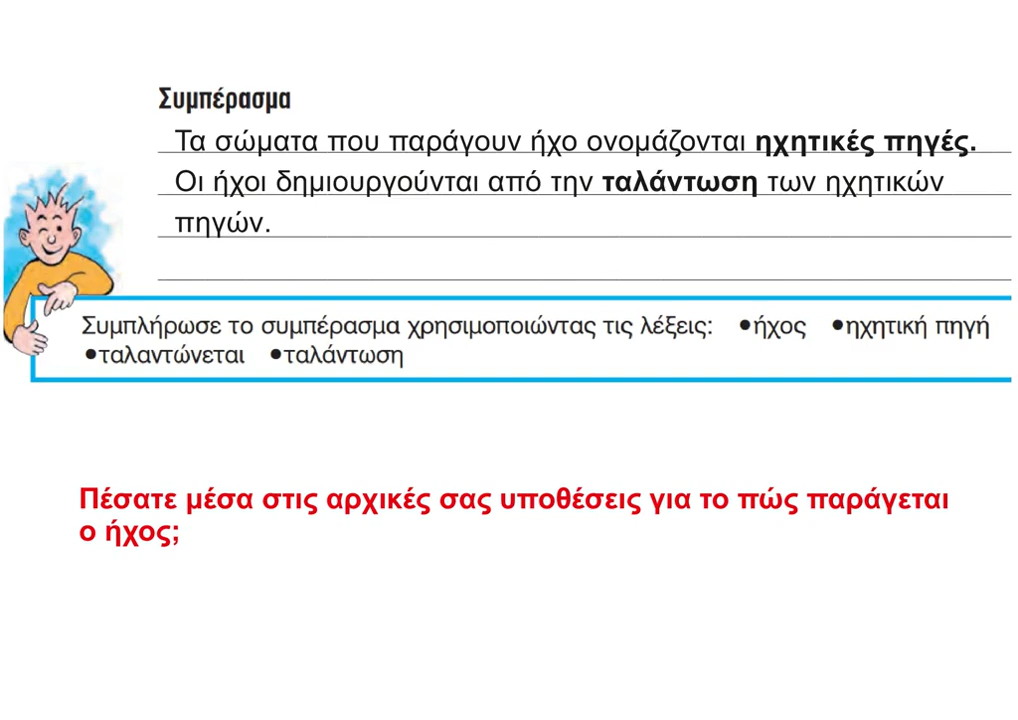 Συμπέρασμα
Τα σώματα που παράγουν ήχο ονομάζονται ηχητικές πηγές.
Οι ήχοι δημιουργούνται από την ταλάντωση των ηχητικών
πηγών.
Συμπλήρωσε το συμπέρασμα χρησιμοποιώντας τις λέξεις: •ήχος •ηχητική πηγή
•ταλαντώνεται •ταλάντωση
Πέσατε μέσα στις αρχικές σας υποθέσεις για το πώς παράγεται
ο ήχος;